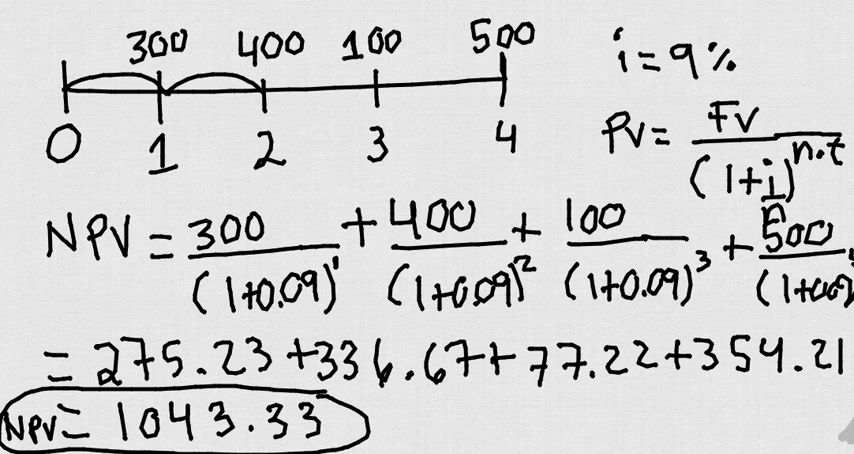 300 400 100 500
0 1 2 3 4
i = 9%
PV = FV / (1+i/n)^n.t
NPV = 300/(1+0.09)^1 + 400/(1+0.09)^2 + 100/(1+0.09)^3 + 500/(1+0.09)
= 275.23 + 336.67 + + 77.22 + 354.21
NPV = 1043.33